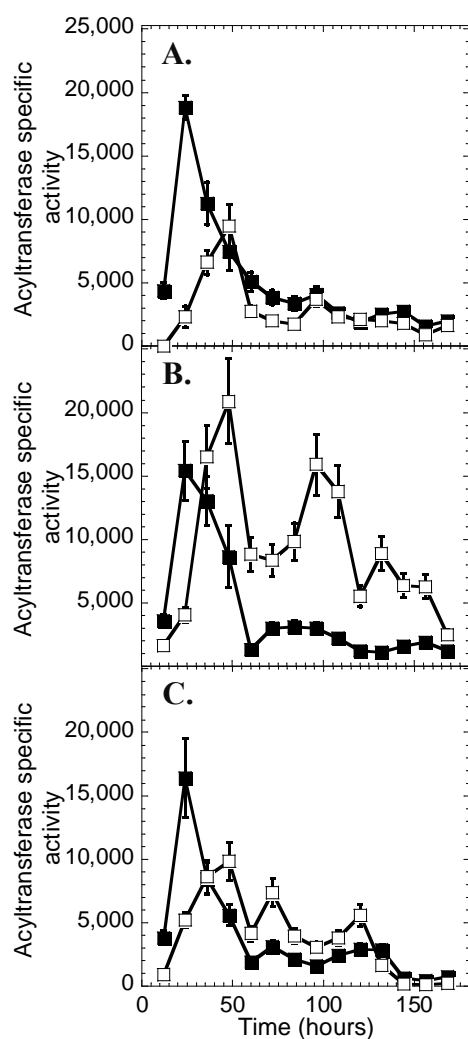 25,000
A.
20,000
15,000
10,000
5,000
0
Acyltransferase specific
activity
B.
20,000
15,000
10,000
5,000
Acyltransferase specific
activity
C.
20,000
15,000
10,000
5,000
0
Acyltransferase specific
activity
0 50 100 150
Time (hours)